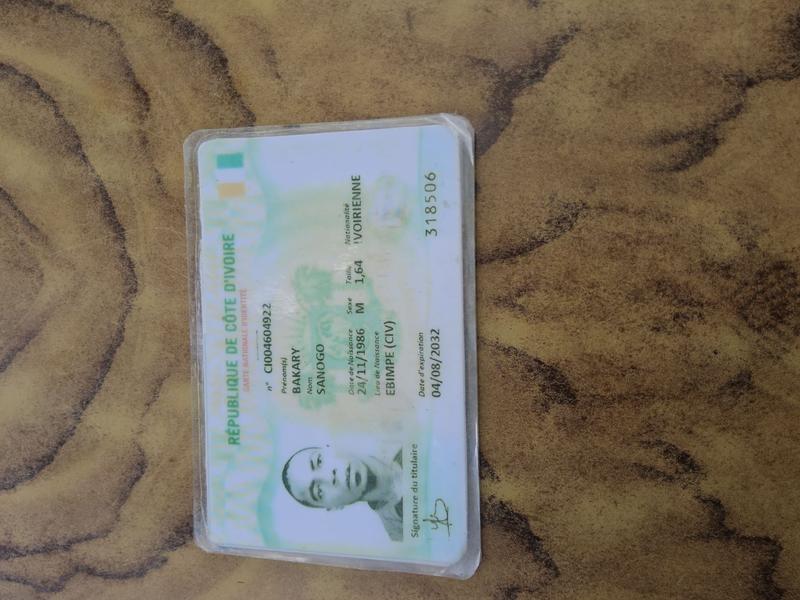 RÉPUBLIQUE DE CÔTE D'IVOIRE
CARTE NATIONALE D'IDENTITÉ
n° CI004604922
Prénom(s)
BAKARY
Nom
SANOGO
Date de Naissance Sexe Taille Nationalité
24/11/1986 M 1,64 IVOIRIENNE
Lieu de Naissance
EBIMPE (CIV)
Date d'expiration
04/08/2032
318506
Signature du titulaire